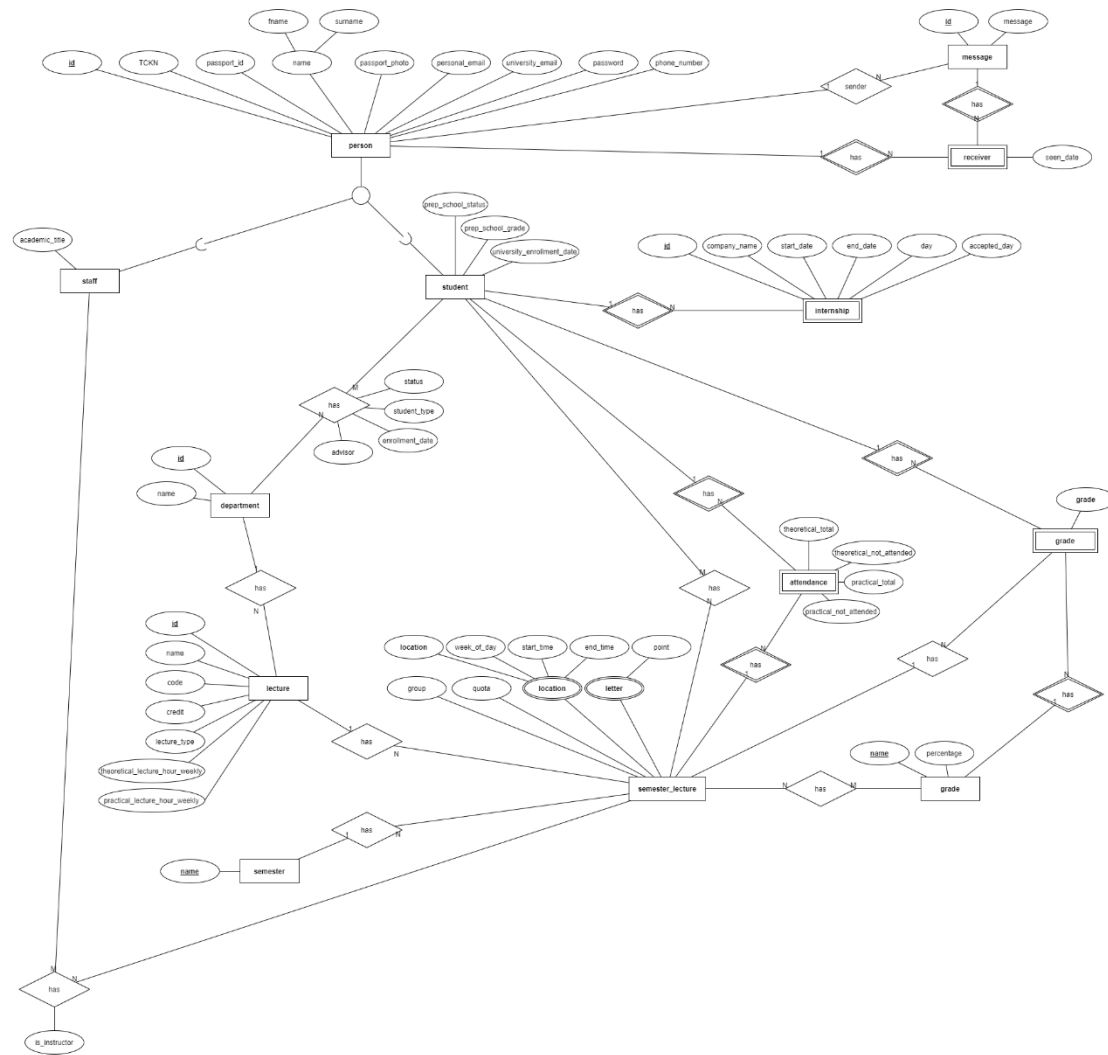 fname
surname
id
message
id
TCKN
passport_id
name
passport_photo
personal_email
university_email
password
phone_number
message
N
1
sender
1
has
N
person
1
has
N
receiver
seen_date
prep_school_status
prep_school_grade
university_enrollment_date
academic_title
staff
student
id
company_name
start_date
end_date
day
accepted_day
1
has
N
internship
M
has
N
status
student_type
enrollment_date
advisor
id
name
department
1
has
N
1
has
N
1
has
N
grade
grade
theoretical_total
theoretical_not_attended
attendance
practical_total
practical_not_attended
M
has
N
N
has
1
N
has
1
N
has
1
id
name
code
credit
lecture_type
theoretical_lecture_hour_weekly
practical_lecture_hour_weekly
lecture
location
week_of_day
start_time
end_time
point
group
quota
location
letter
1
has
N
semester_lecture
N
has
M
name
percentage
grade
1
has
N
name
semester
M
has
N
is_instructor